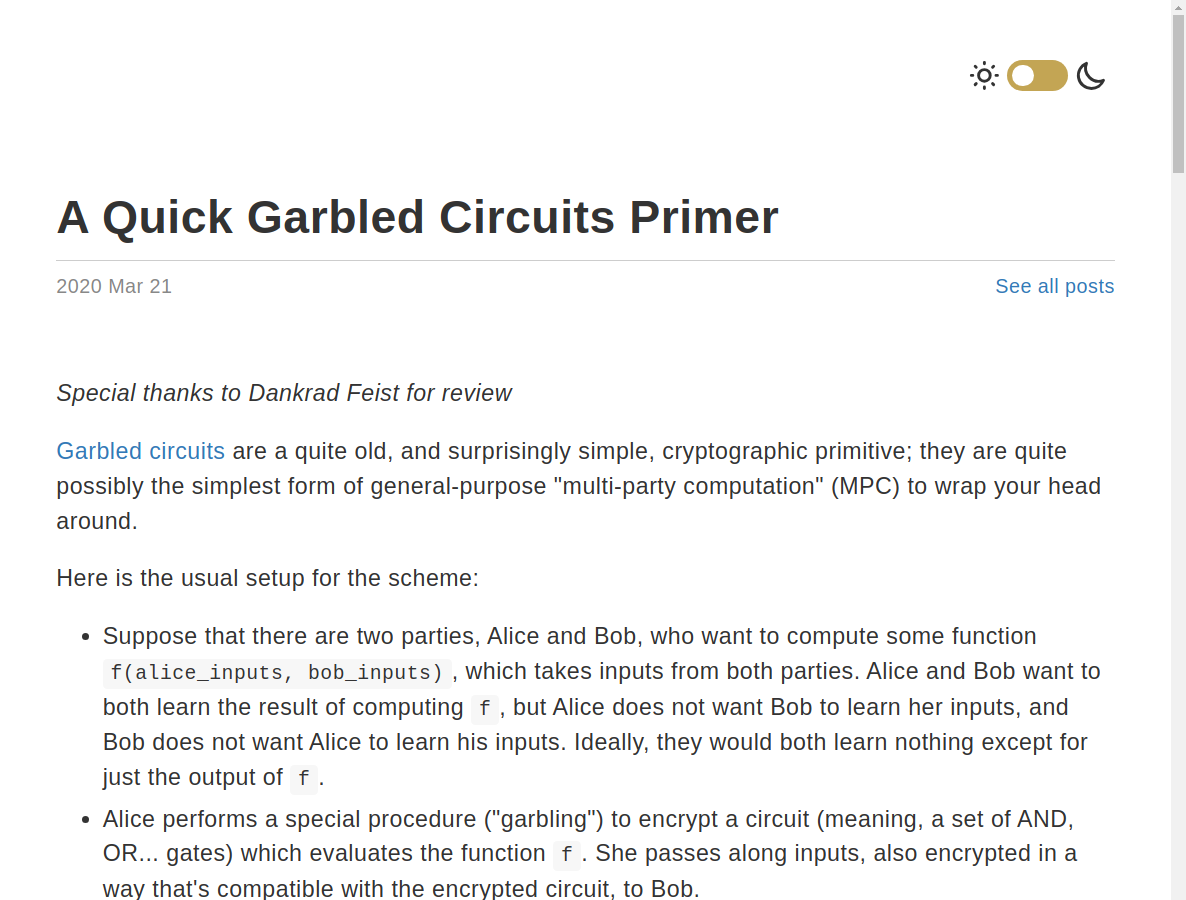 A Quick Garbled Circuits Primer
2020 Mar 21
See all posts
Special thanks to Dankrad Feist for review
Garbled circuits are a quite old, and surprisingly simple, cryptographic primitive; they are quite
possibly the simplest form of general-purpose "multi-party computation" (MPC) to wrap your head
around.
Here is the usual setup for the scheme:
• Suppose that there are two parties, Alice and Bob, who want to compute some function
f(alice_inputs, bob_inputs), which takes inputs from both parties. Alice and Bob want to
both learn the result of computing f, but Alice does not want Bob to learn her inputs, and
Bob does not want Alice to learn his inputs. Ideally, they would both learn nothing except for
just the output of f.
• Alice performs a special procedure ("garbling") to encrypt a circuit (meaning, a set of AND,
OR... gates) which evaluates the function f. She passes along inputs, also encrypted in a
way that's compatible with the encrypted circuit, to Bob.